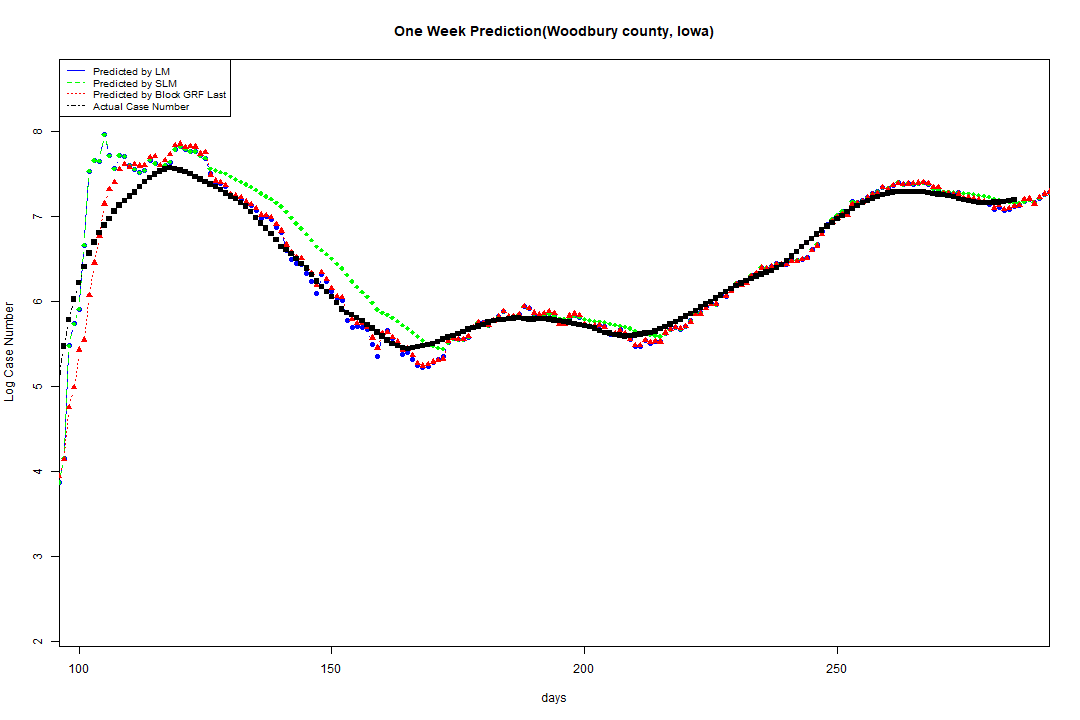 One Week Prediction(Woodbury county, Iowa)
Predicted by LM
Predicted by SLM
Predicted by Block GRF Last
Actual Case Number
8
7
6
5
4
3
2
Log Case Number
100 150 200 250
days